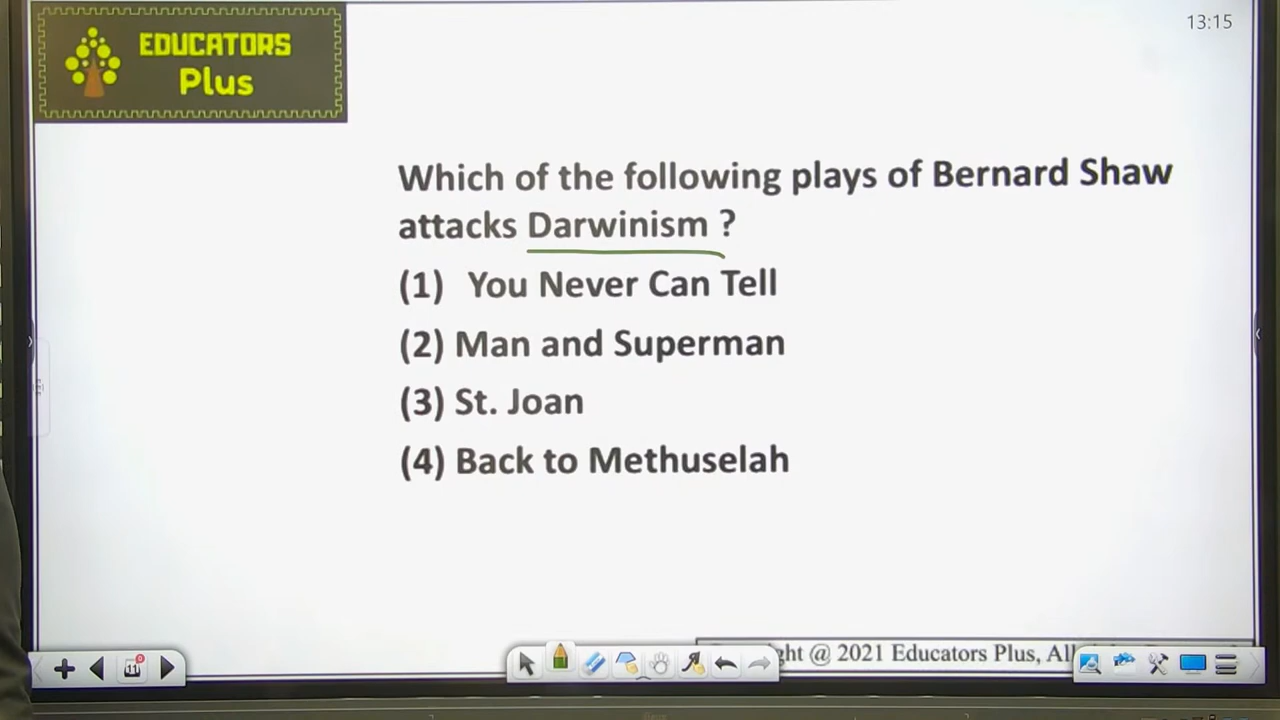 EDUCATORS
Plus
13:15
Which of the following plays of Bernard Shaw
attacks Darwinism ?
(1) You Never Can Tell
(2) Man and Superman
(3) St. Joan
(4) Back to Methuselah
@ 2021 Educators Plus, All
11